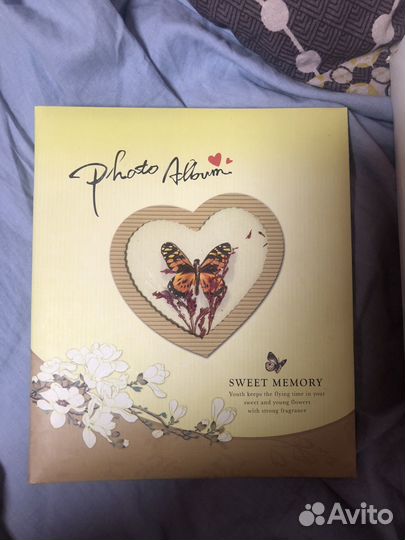 Photo Album
SWEET MEMORY
Youth keeps the flying time in your
sweet and young flowers
with strong fragrance
Avito